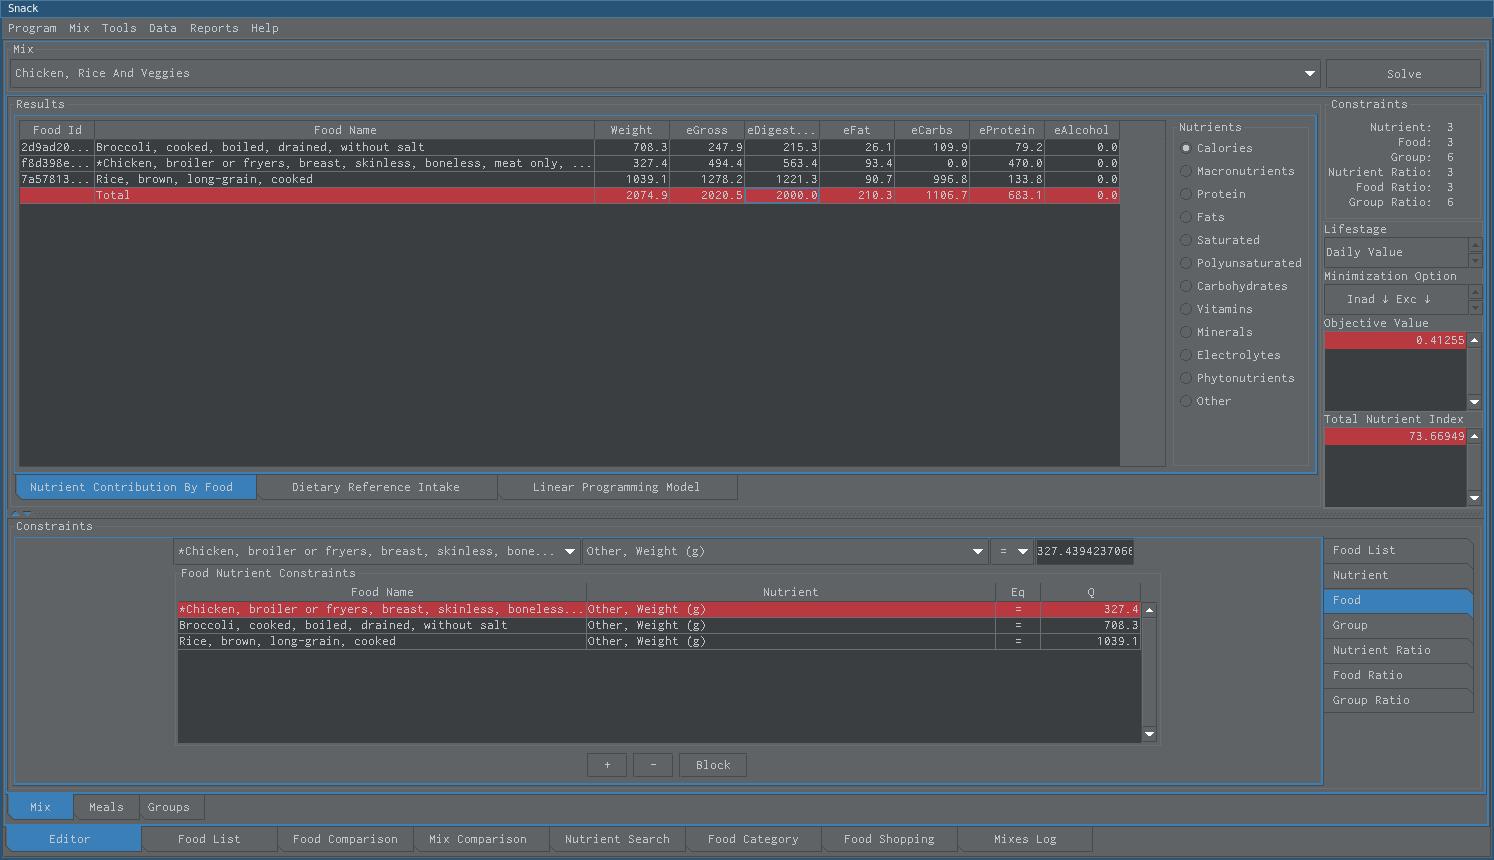 Snack
Program Mix Tools Data Reports Help
Mix
Chicken, Rice And Veggies
Solve
Results
Food Id Food Name Weight eGross eDigest... eFat eCarbs eProtein eAlcohol
2d9ad20... Broccoli, cooked, boiled, drained, without salt 708.3 247.9 215.3 26.1 109.9 79.2 0.0
f8d398e... *Chicken, broiler or fryers, breast, skinless, boneless, meat only, ... 327.4 494.4 563.4 93.4 0.0 470.0 0.0
7a57813... Rice, brown, long-grain, cooked 1039.1 1278.2 1221.3 90.7 996.8 133.8 0.0
Total 2074.9 2020.5 2000.0 210.3 1106.7 683.1 0.0
Nutrients
Calories
Macronutrients
Protein
Fats
Saturated
Polyunsaturated
Carbohydrates
Vitamins
Minerals
Electrolytes
Phytonutrients
Other
Constraints
Nutrient: 3
Food: 3
Group: 6
Nutrient Ratio: 3
Food Ratio: 3
Group Ratio: 6
Lifestage
Daily Value
Minimization Option
Inad ↓ Exc ↓
Objective Value
0.41255
Total Nutrient Index
73.66949
Nutrient Contribution By Food Dietary Reference Intake Linear Programming Model
Constraints
*Chicken, broiler or fryers, breast, skinless, bone... Other, Weight (g) = 327.4394237066
Food Nutrient Constraints
Food Name Nutrient Eq Q
*Chicken, broiler or fryers, breast, skinless, boneless... Other, Weight (g) = 327.4
Broccoli, cooked, boiled, drained, without salt Other, Weight (g) = 708.3
Rice, brown, long-grain, cooked Other, Weight (g) = 1039.1
+ - Block
Food List
Nutrient
Food
Group
Nutrient Ratio
Food Ratio
Group Ratio
Mix Meals Groups
Editor Food List Food Comparison Mix Comparison Nutrient Search Food Category Food Shopping Mixes Log